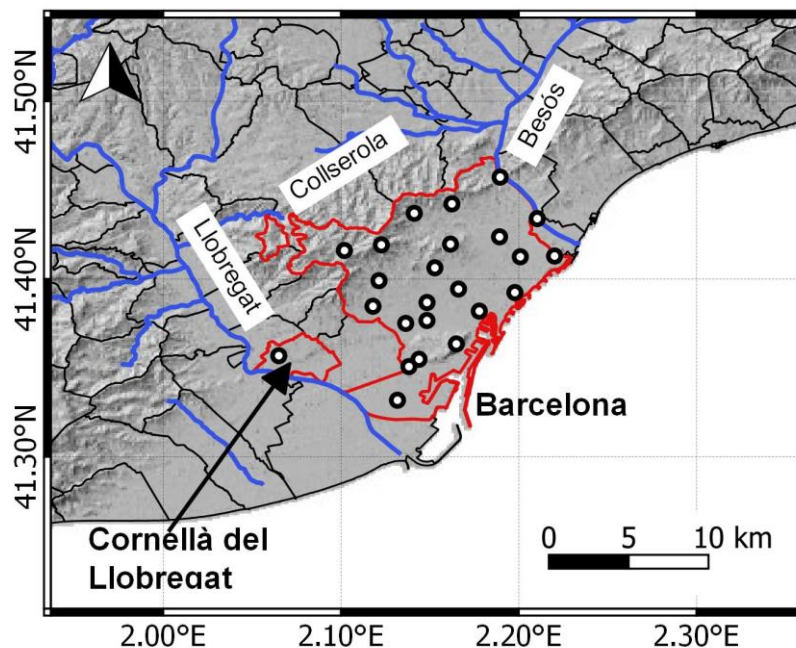 41.50°N
41.40°N
41.30°N
Besós
Collserola
Llobregat
Barcelona
Cornellà del
Llobregat
0 5 10 km
2.00°E 2.10°E 2.20°E 2.30°E